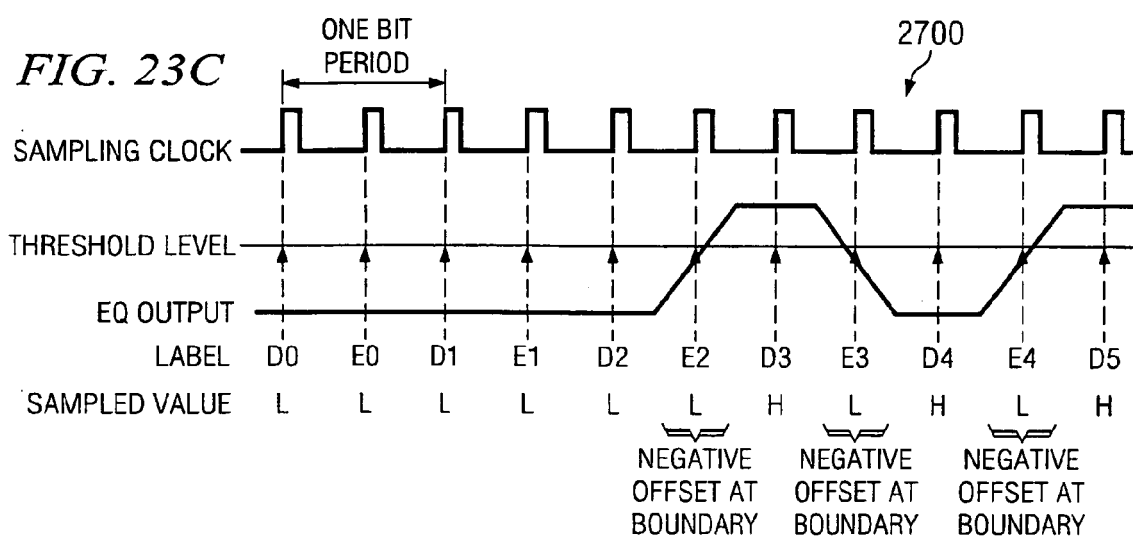 FIG. 23C
ONE BIT
PERIOD
2700
SAMPLING CLOCK
THRESHOLD LEVEL
EQ OUTPUT
LABEL D0 E0 D1 E1 D2 E2 D3 E3 D4 E4 D5
SAMPLED VALUE L L L L L L H L H L H
NEGATIVE OFFSET AT BOUNDARY
NEGATIVE OFFSET AT BOUNDARY
NEGATIVE OFFSET AT BOUNDARY